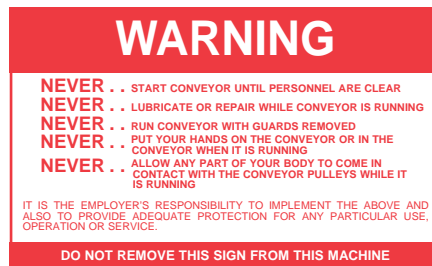 WARNING
NEVER . . START CONVEYOR UNTIL PERSONNEL ARE CLEAR
NEVER . . LUBRICATE OR REPAIR WHILE CONVEYOR IS RUNNING
NEVER . . RUN CONVEYOR WITH GUARDS REMOVED
NEVER . . PUT YOUR HANDS ON THE CONVEYOR OR IN THE
CONVEYOR WHEN IT IS RUNNING
NEVER . . ALLOW ANY PART OF YOUR BODY TO COME IN
CONTACT WITH THE CONVEYOR PULLEYS WHILE IT
IS RUNNING
IT IS THE EMPLOYER'S RESPONSIBILITY TO IMPLEMENT THE ABOVE AND
ALSO TO PROVIDE ADEQUATE PROTECTION FOR ANY PARTICULAR USE,
OPERATION OR SERVICE.
DO NOT REMOVE THIS SIGN FROM THIS MACHINE